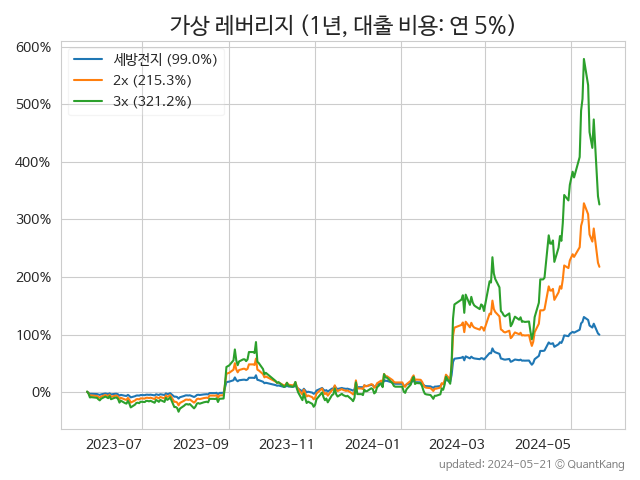 가상 레버리지 (1년, 대출 비용: 연 5%)
세방전지 (99.0%)
2x (215.3%)
3x (321.2%)
600%
500%
400%
300%
200%
100%
0%
2023-07 2023-09 2023-11 2024-01 2024-03 2024-05
updated: 2024-05-21 © QuantKang